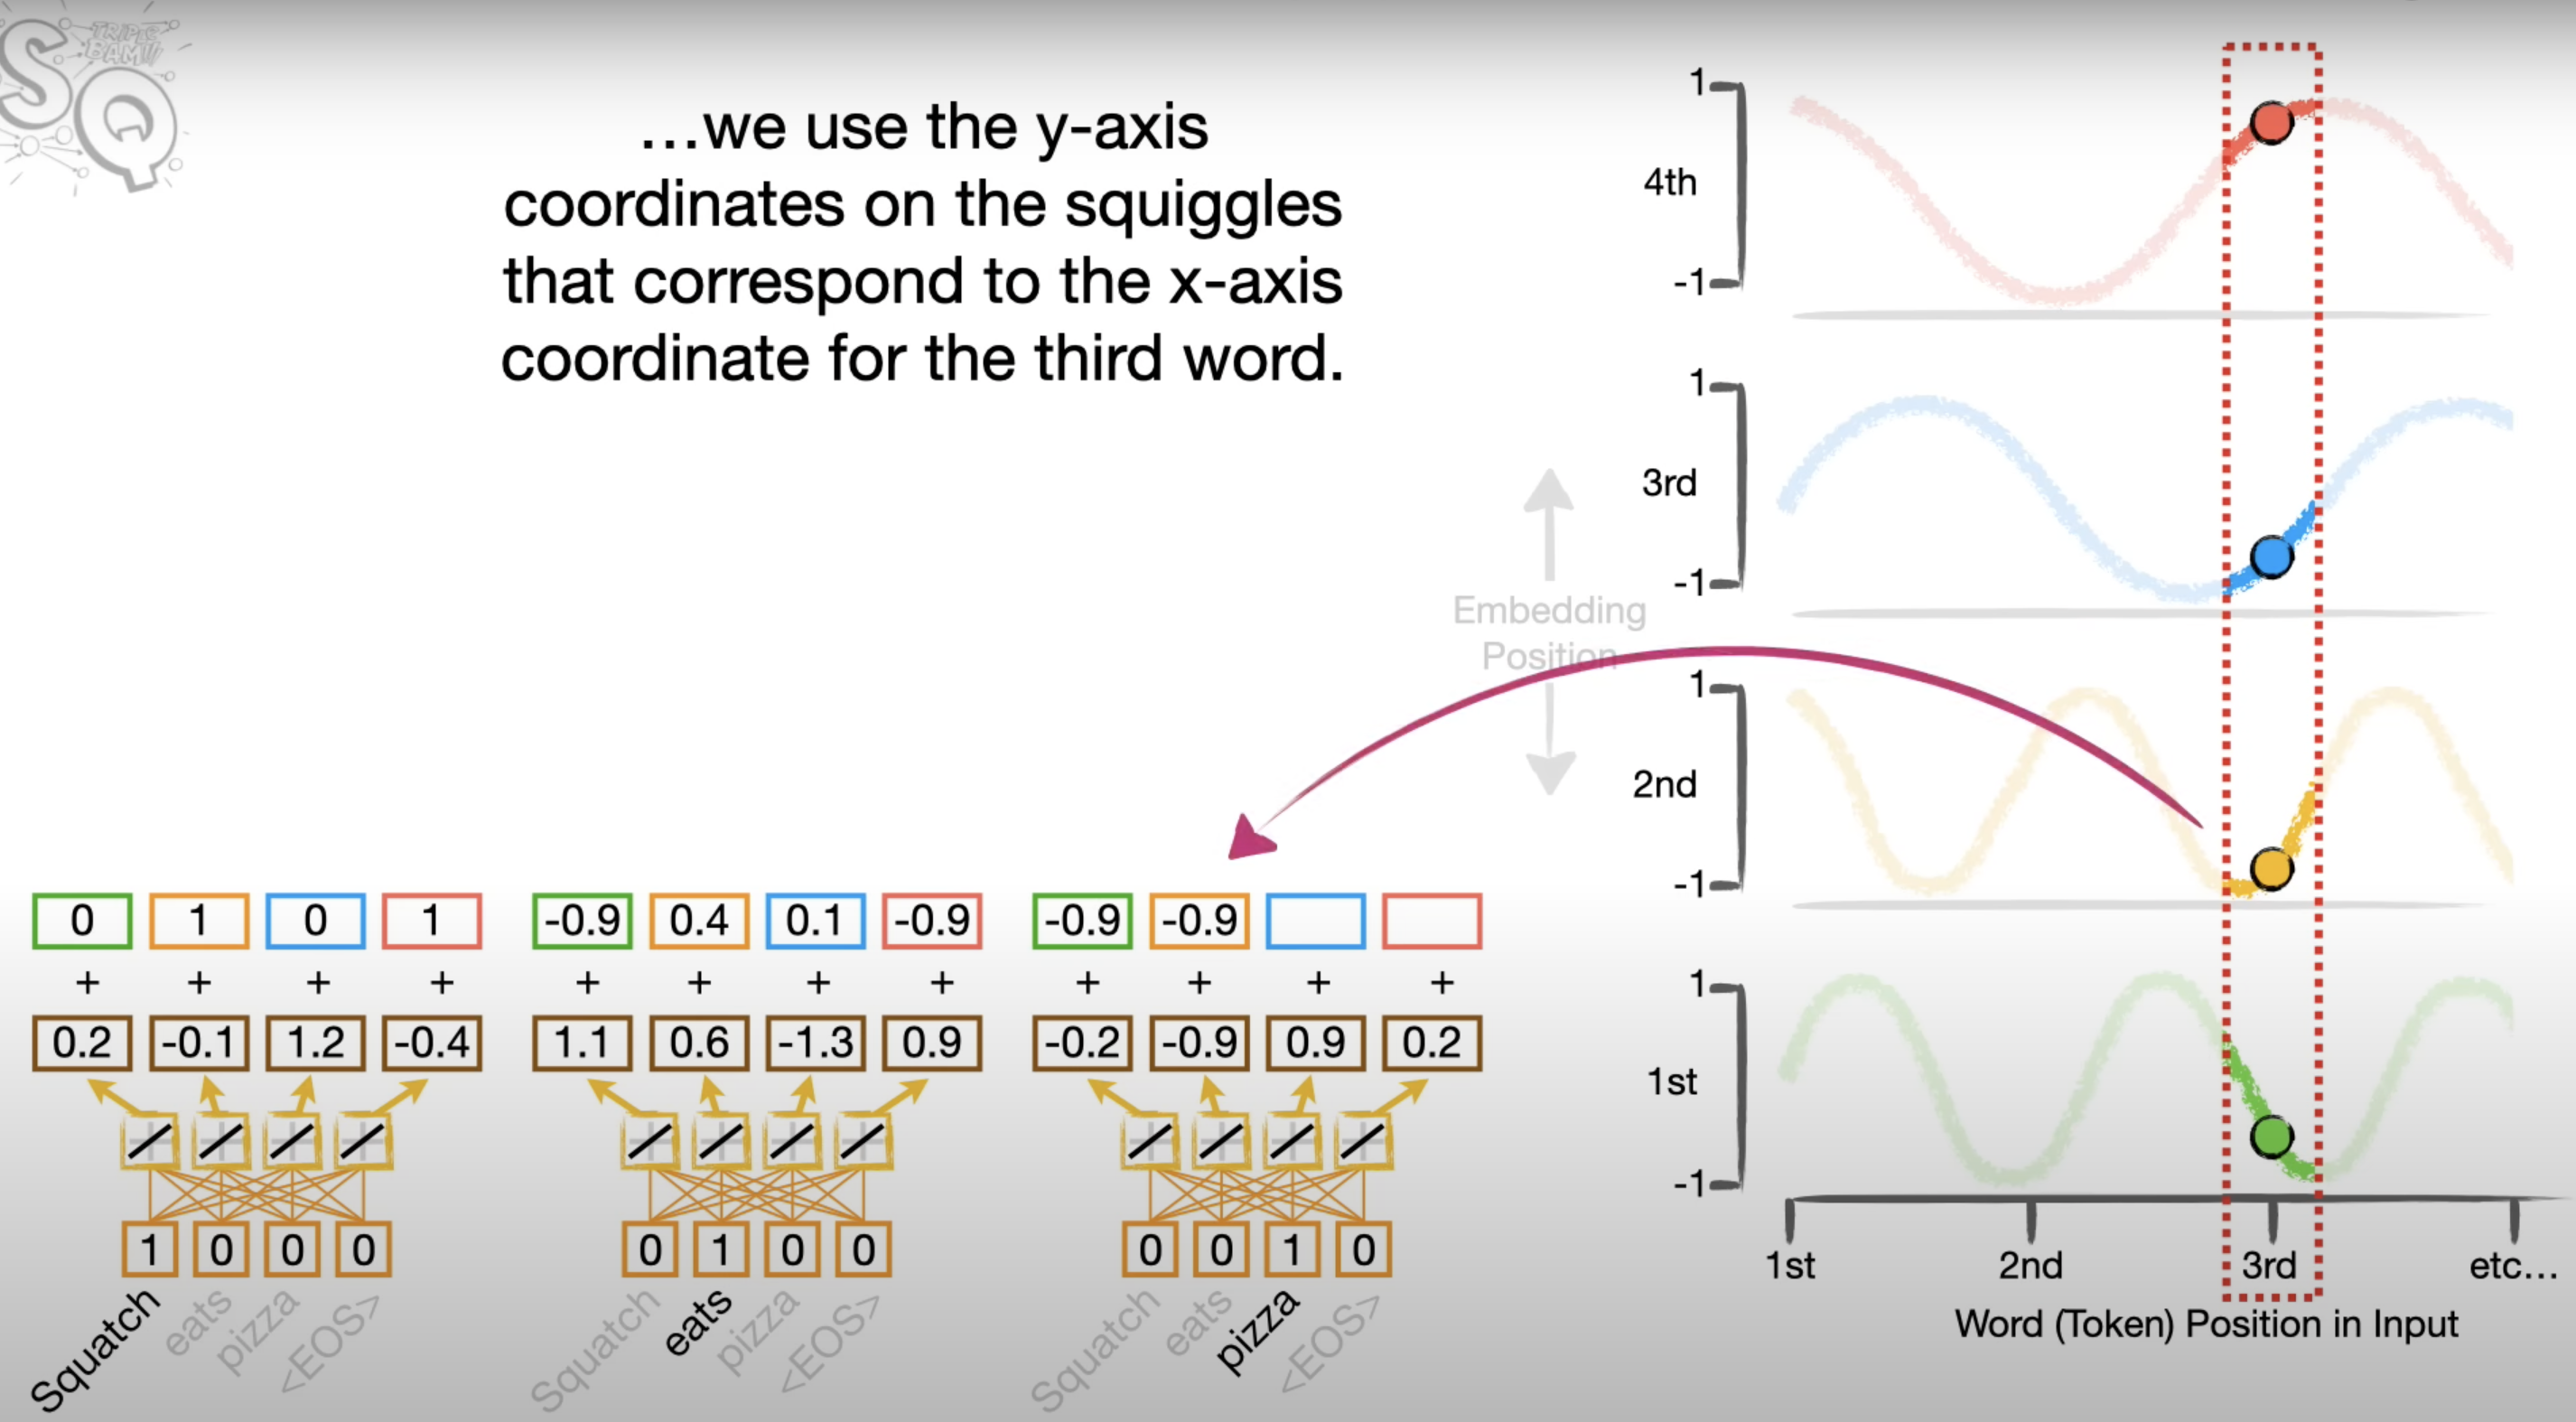 SQ
TRIPLE
BAM!!!
...we use the y-axis
coordinates on the squiggles
that correspond to the x-axis
coordinate for the third word.
1
4th
-1
1
3rd
-1
Embedding
Position
1
2nd
-1
1
1st
-1
1st 2nd 3rd etc...
Word (Token) Position in Input
0 1 0 1
+ + + +
0.2 -0.1 1.2 -0.4
1 0 0 0
Squatch eats pizza <EOS>
-0.9 0.4 0.1 -0.9
+ + + +
1.1 0.6 -1.3 0.9
0 1 0 0
Squatch eats pizza <EOS>
-0.9 -0.9
+ + + +
-0.2 -0.9 0.9 0.2
0 0 1 0
Squatch eats pizza <EOS>